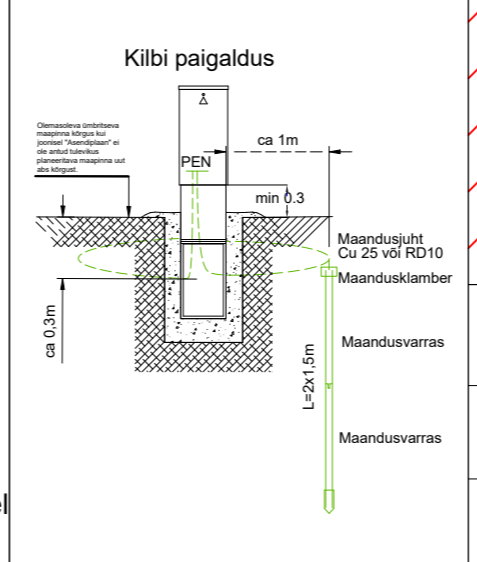 Kilbi paigaldus
Olemasoleva ümbritseva
maapinna kõrgus kui
joonisel "Asendiplaan" ei
ole antud tulevikus
planeeritava maapinna uut
abs kõrgust.
ca 1m
PEN
min 0.3
Maandusjuht
Cu 25 või RD10
Maandusklamber
ca 0,3m
L=2x1,5m
Maandusvarras
Maandusvarras
el